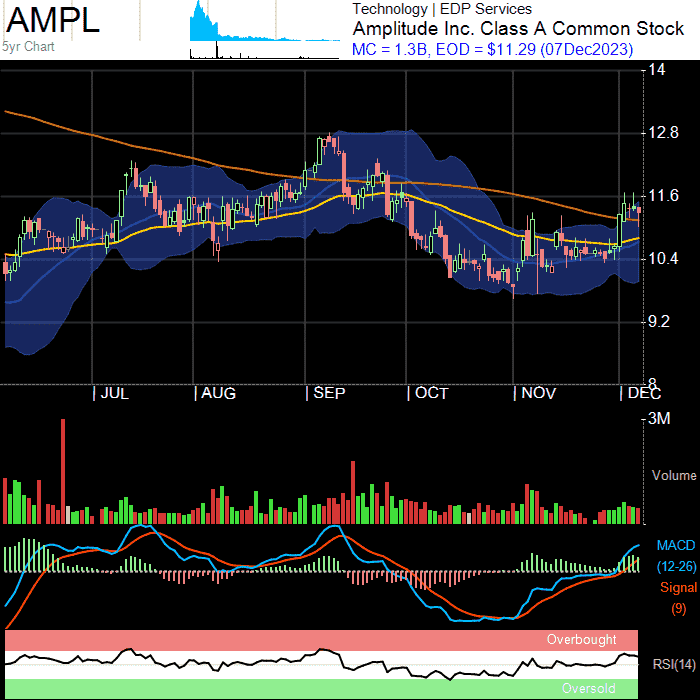 AMPL
5yr Chart
Technology | EDP Services
Amplitude Inc. Class A Common Stock
MC = 1.3B, EOD = $11.29 (07Dec2023)
14
12.8
11.6
10.4
9.2
8
| JUL | AUG | SEP | OCT | NOV | DEC
3M
Volume
MACD
(12-26)
Signal
(9)
Overbought
RSI(14)
Oversold